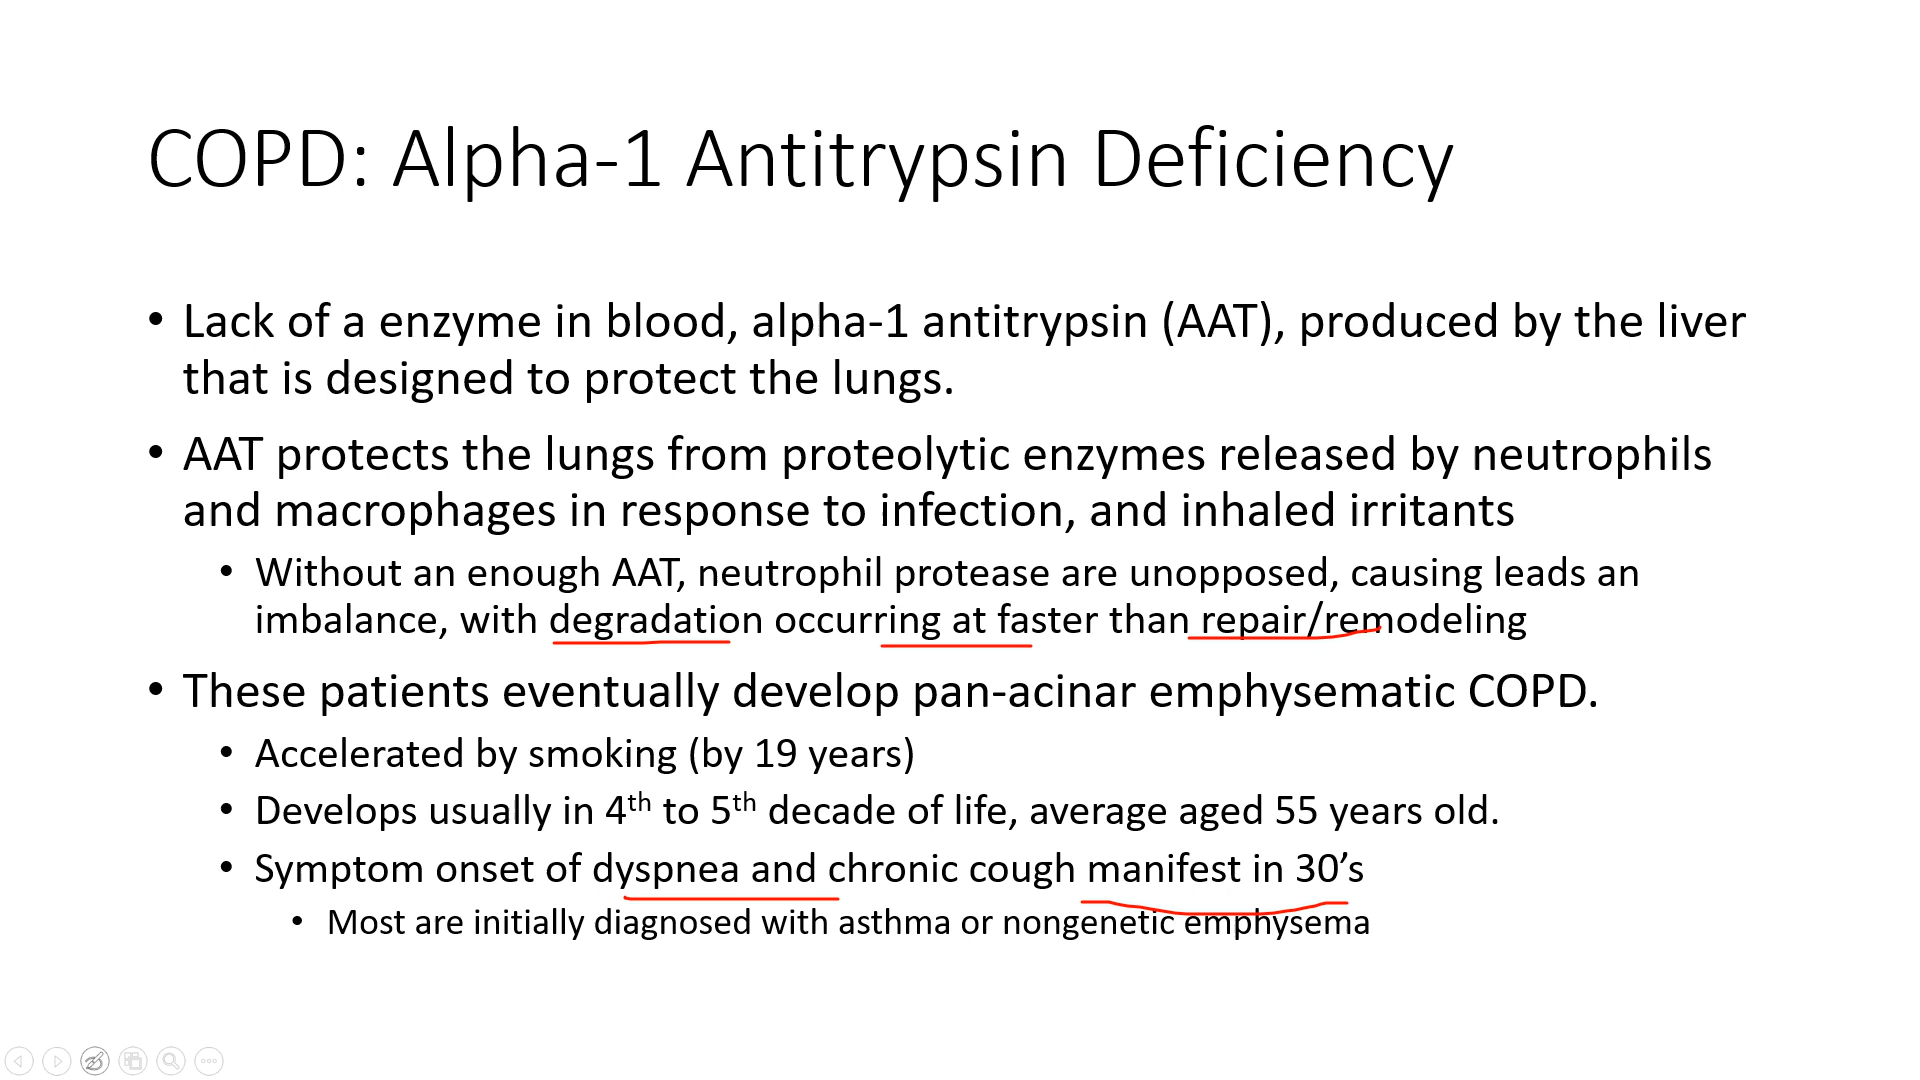 COPD: Alpha-1 Antitrypsin Deficiency
• Lack of a enzyme in blood, alpha-1 antitrypsin (AAT), produced by the liver
that is designed to protect the lungs.
• AAT protects the lungs from proteolytic enzymes released by neutrophils
and macrophages in response to infection, and inhaled irritants
• Without an enough AAT, neutrophil protease are unopposed, causing leads an
imbalance, with degradation occurring at faster than repair/remodeling
• These patients eventually develop pan-acinar emphysematic COPD.
• Accelerated by smoking (by 19 years)
• Develops usually in 4th to 5th decade of life, average aged 55 years old.
• Symptom onset of dyspnea and chronic cough manifest in 30’s
• Most are initially diagnosed with asthma or nongenetic emphysema